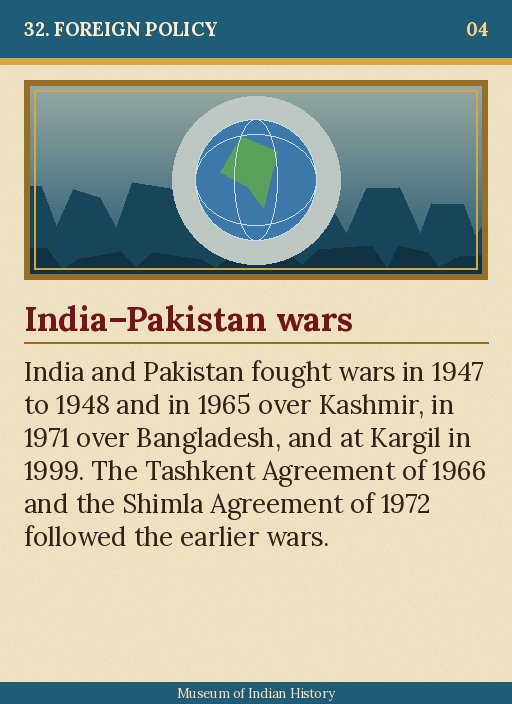 32. FOREIGN POLICY 04
India–Pakistan wars
India and Pakistan fought wars in 1947
to 1948 and in 1965 over Kashmir, in
1971 over Bangladesh, and at Kargil in
1999. The Tashkent Agreement of 1966
and the Shimla Agreement of 1972
followed the earlier wars.
Museum of Indian History